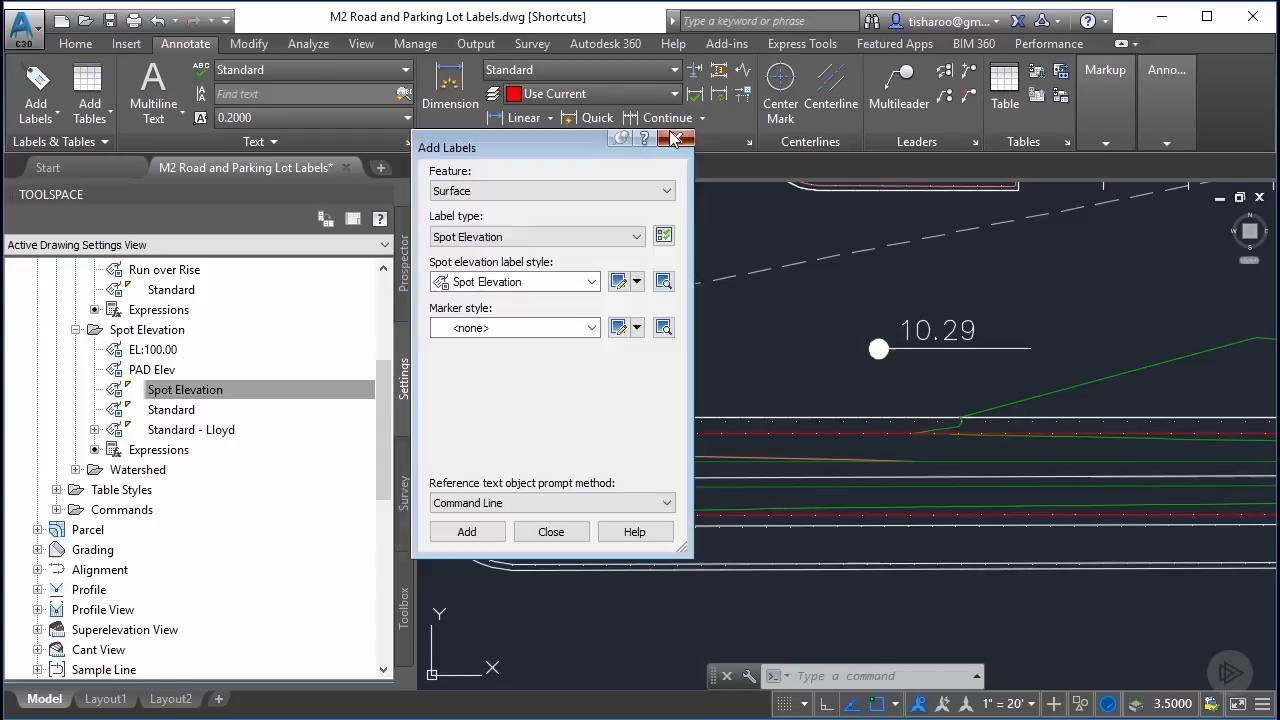 M2 Road and Parking Lot Labels.dwg [Shortcuts]
Type a keyword or phrase
tisharoo@gm...
C3D
Home Insert Annotate Modify Analyze View Manage Output Survey Autodesk 360 Help Add-ins Express Tools Featured Apps BIM 360 Performance
Add Labels
Add Tables
Multiline Text
ABC
Standard
Find text
0.2000
Dimension
Standard
Use Current
Linear Quick Continue
Center Mark
Centerline
Multileader
Table
Markup
Anno...
Labels & Tables Text Centerlines Leaders Tables
Start
M2 Road and Parking Lot Labels*
TOOLSPACE
Active Drawing Settings View
Run over Rise
Standard
Expressions
Spot Elevation
EL:100.00
PAD Elev
Spot Elevation
Standard
Standard - Lloyd
Expressions
Watershed
Table Styles
Commands
Parcel
Grading
Alignment
Profile
Profile View
Superelevation View
Cant View
Sample Line
Prospector
Settings
Survey
Toolbox
Add Labels
Feature:
Surface
Label type:
Spot Elevation
Spot elevation label style:
Spot Elevation
Marker style:
<none>
Reference text object prompt method:
Command Line
Add Close Help
10.29
N
W
E
Y
X
Type a command
Model Layout1 Layout2
1" = 20'
3.5000